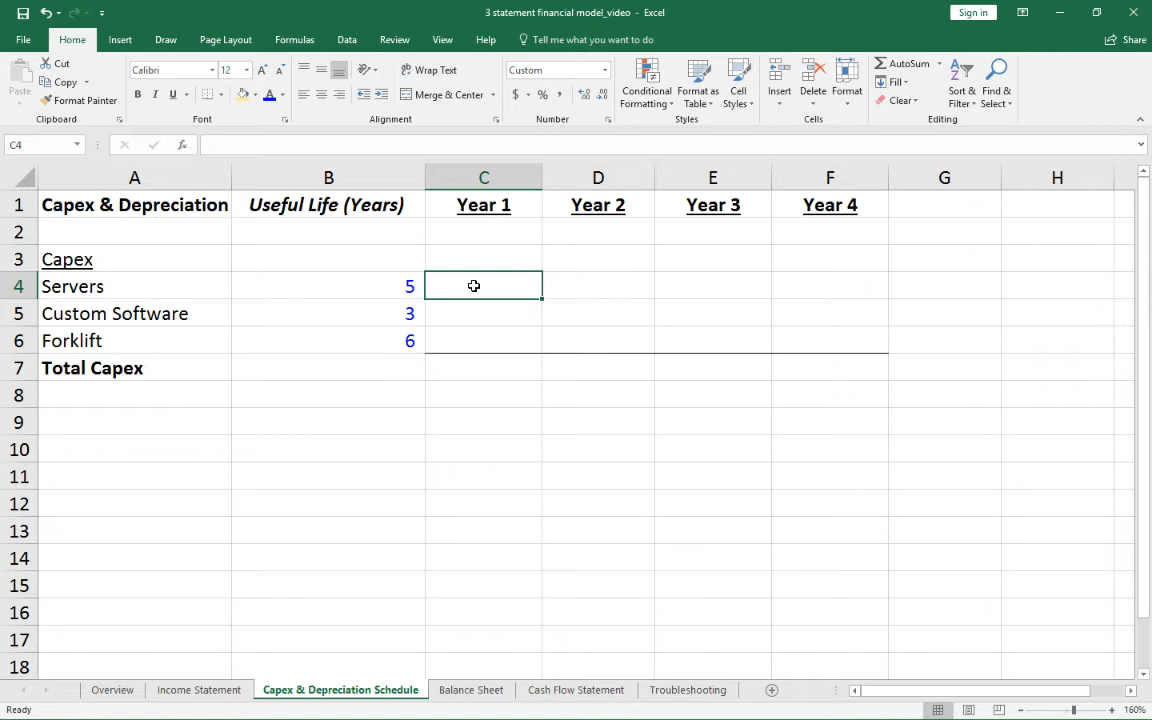 3 statement financial model_video - Excel
Sign in
File Home Insert Draw Page Layout Formulas Data Review View Help Tell me what you want to do Share
Paste Cut Copy Format Painter Clipboard
Calibri 12 B I U A Font
Wrap Text Merge & Center Alignment
Custom $ % , Number
Conditional Formatting Format as Table Cell Styles Styles
Insert Delete Format Cells
AutoSum Fill Clear Sort & Filter Find & Select Editing
C4 fx
A B C D E F G H
1 Capex & Depreciation Useful Life (Years) Year 1 Year 2 Year 3 Year 4
2
3 Capex
4 Servers 5
5 Custom Software 3
6 Forklift 6
7 Total Capex
8
9
10
11
12
13
14
15
16
17
18
Overview Income Statement Capex & Depreciation Schedule Balance Sheet Cash Flow Statement Troubleshooting
Ready 160%